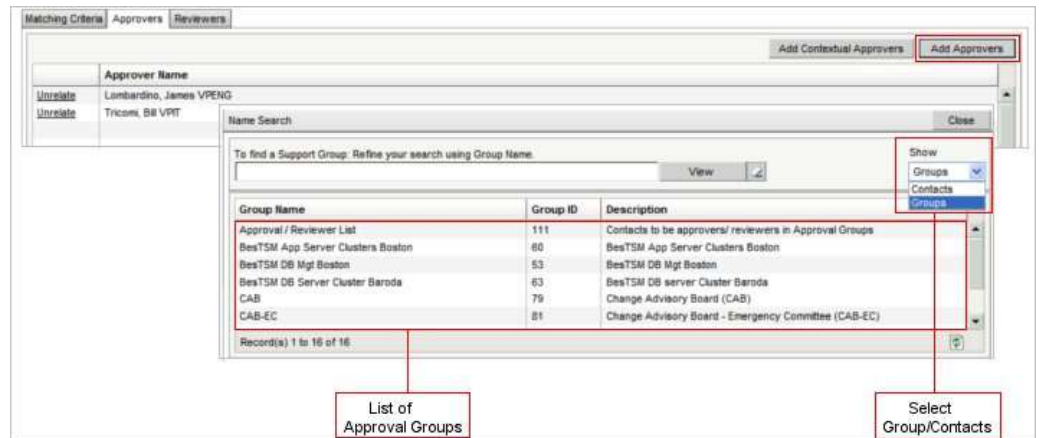 Matching Criteria Approvers Reviewers
Add Contextual Approvers Add Approvers
Approver Name
Unrelate Lombardino, James VPENG
Unrelate Tricomi, Bill VPIT
Name Search Close
To find a Support Group: Refine your search using Group Name.
Show
View Groups
Contacts
Groups
Group Name Group ID Description
Approval / Reviewer List 111 Contacts to be approvers/ reviewers in Approval Groups
BesTSM App Server Clusters Boston 60 BesTSM App Server Clusters Boston
BesTSM DB Mgt Boston 53 BesTSM DB Mgt Boston
BesTSM DB Server Cluster Baroda 63 BesTSM DB server Cluster Baroda
CAB 79 Change Advisory Board (CAB)
CAB-EC 81 Change Advisory Board - Emergency Committee (CAB-EC)
Record(s) 1 to 16 of 16
List of
Approval Groups
Select
Group/Contacts